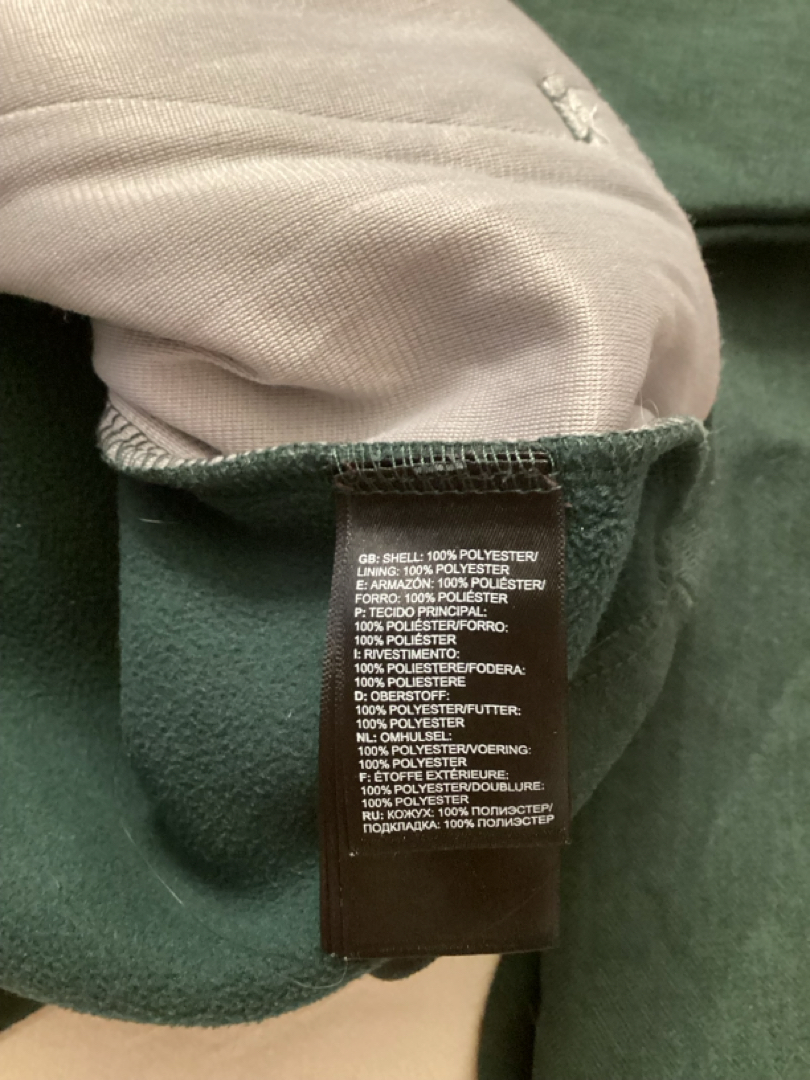 GB: SHELL: 100% POLYESTER/
LINING: 100% POLYESTER
E: ARMAZÓN: 100% POLIÉSTER/
FORRO: 100% POLIÉSTER
P: TECIDO PRINCIPAL:
100% POLIÉSTER/FORRO:
100% POLIÉSTER
I: RIVESTIMENTO:
100% POLIESTERE/FODERA:
100% POLIESTERE
D: OBERSTOFF:
100% POLYESTER/FUTTER:
100% POLYESTER
NL: OMHULSEL:
100% POLYESTER/VOERING:
100% POLYESTER
F: ÉTOFFE EXTÉRIEURE:
100% POLYESTER/DOUBLURE:
100% POLYESTER
RU: КОЖУХ: 100% ПОЛИЭСТЕР/
ПОДКЛАДКА: 100% ПОЛИЭСТЕР